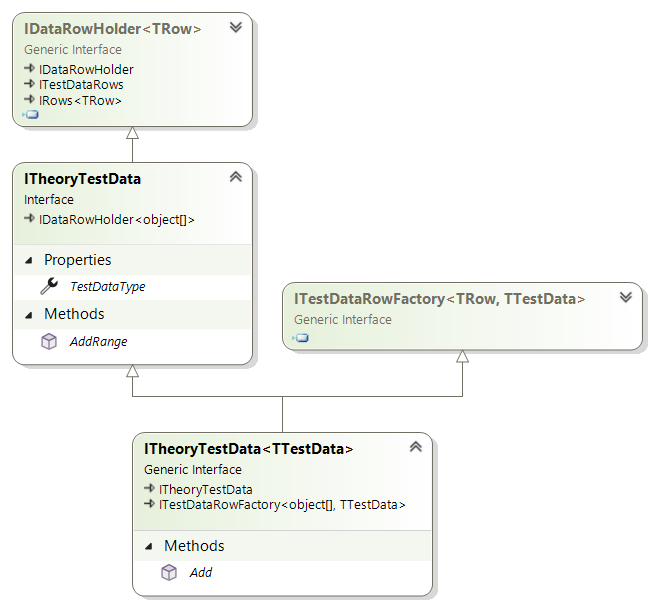 IDataRowHolder<TRow>
Generic Interface
IDataRowHolder
ITestDataRows
IRows<TRow>
ITheoryTestData
Interface
IDataRowHolder<object[]>
Properties
TestDataType
Methods
AddRange
ITestDataRowFactory<TRow, TTestData>
Generic Interface
ITheoryTestData<TTestData>
Generic Interface
ITheoryTestData
ITestDataRowFactory<object[], TTestData>
Methods
Add